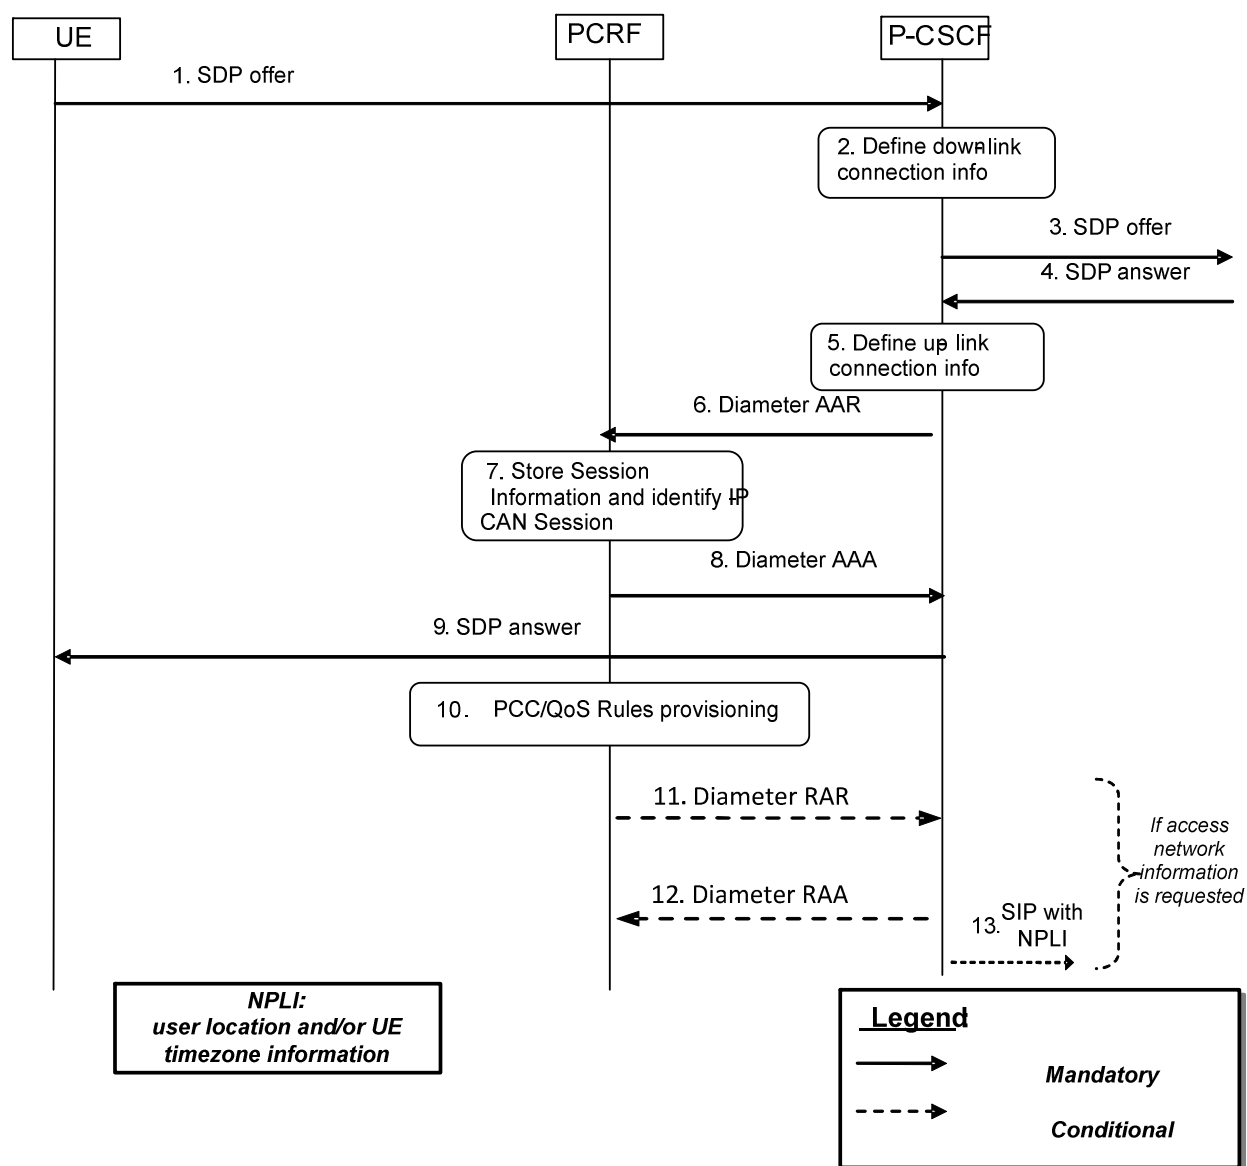 UE
PCRF
P-CSCF
1. SDP offer
2. Define down-link
connection info
3. SDP offer
4. SDP answer
5. Define up-link
connection info
6. Diameter AAR
7. Store Session
Information and identify IP-
CAN Session
8. Diameter AAA
9. SDP answer
10. PCC/QoS Rules provisioning
11. Diameter RAR
If access
network
information
is requested
12. Diameter RAA
13. SIP with
NPLI
NPLI:
user location and/or UE
timezone information
Legend:
Mandatory
Conditional